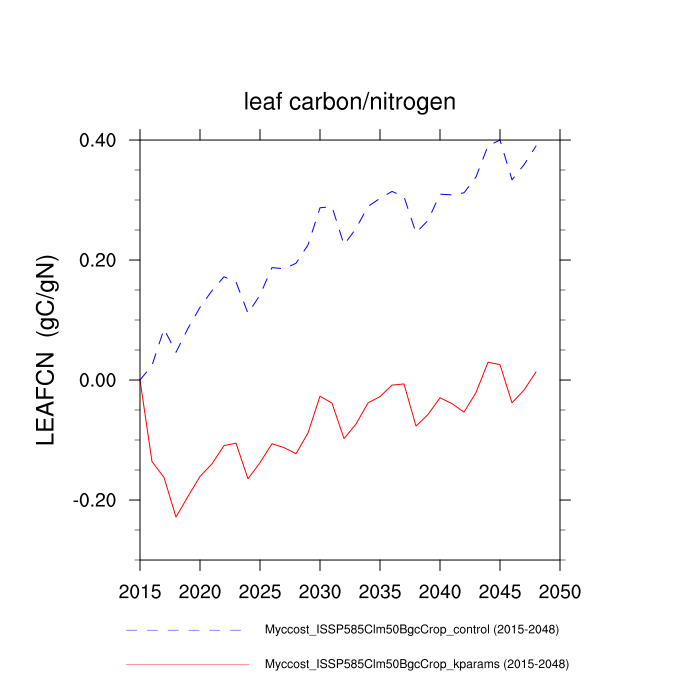 leaf carbon/nitrogen
0.40
0.20
0.00
-0.20
LEAFCN (gC/gN)
2015 2020 2025 2030 2035 2040 2045 2050
Myccost_ISSP585Clm50BgcCrop_control (2015-2048)
Myccost_ISSP585Clm50BgcCrop_kparams (2015-2048)